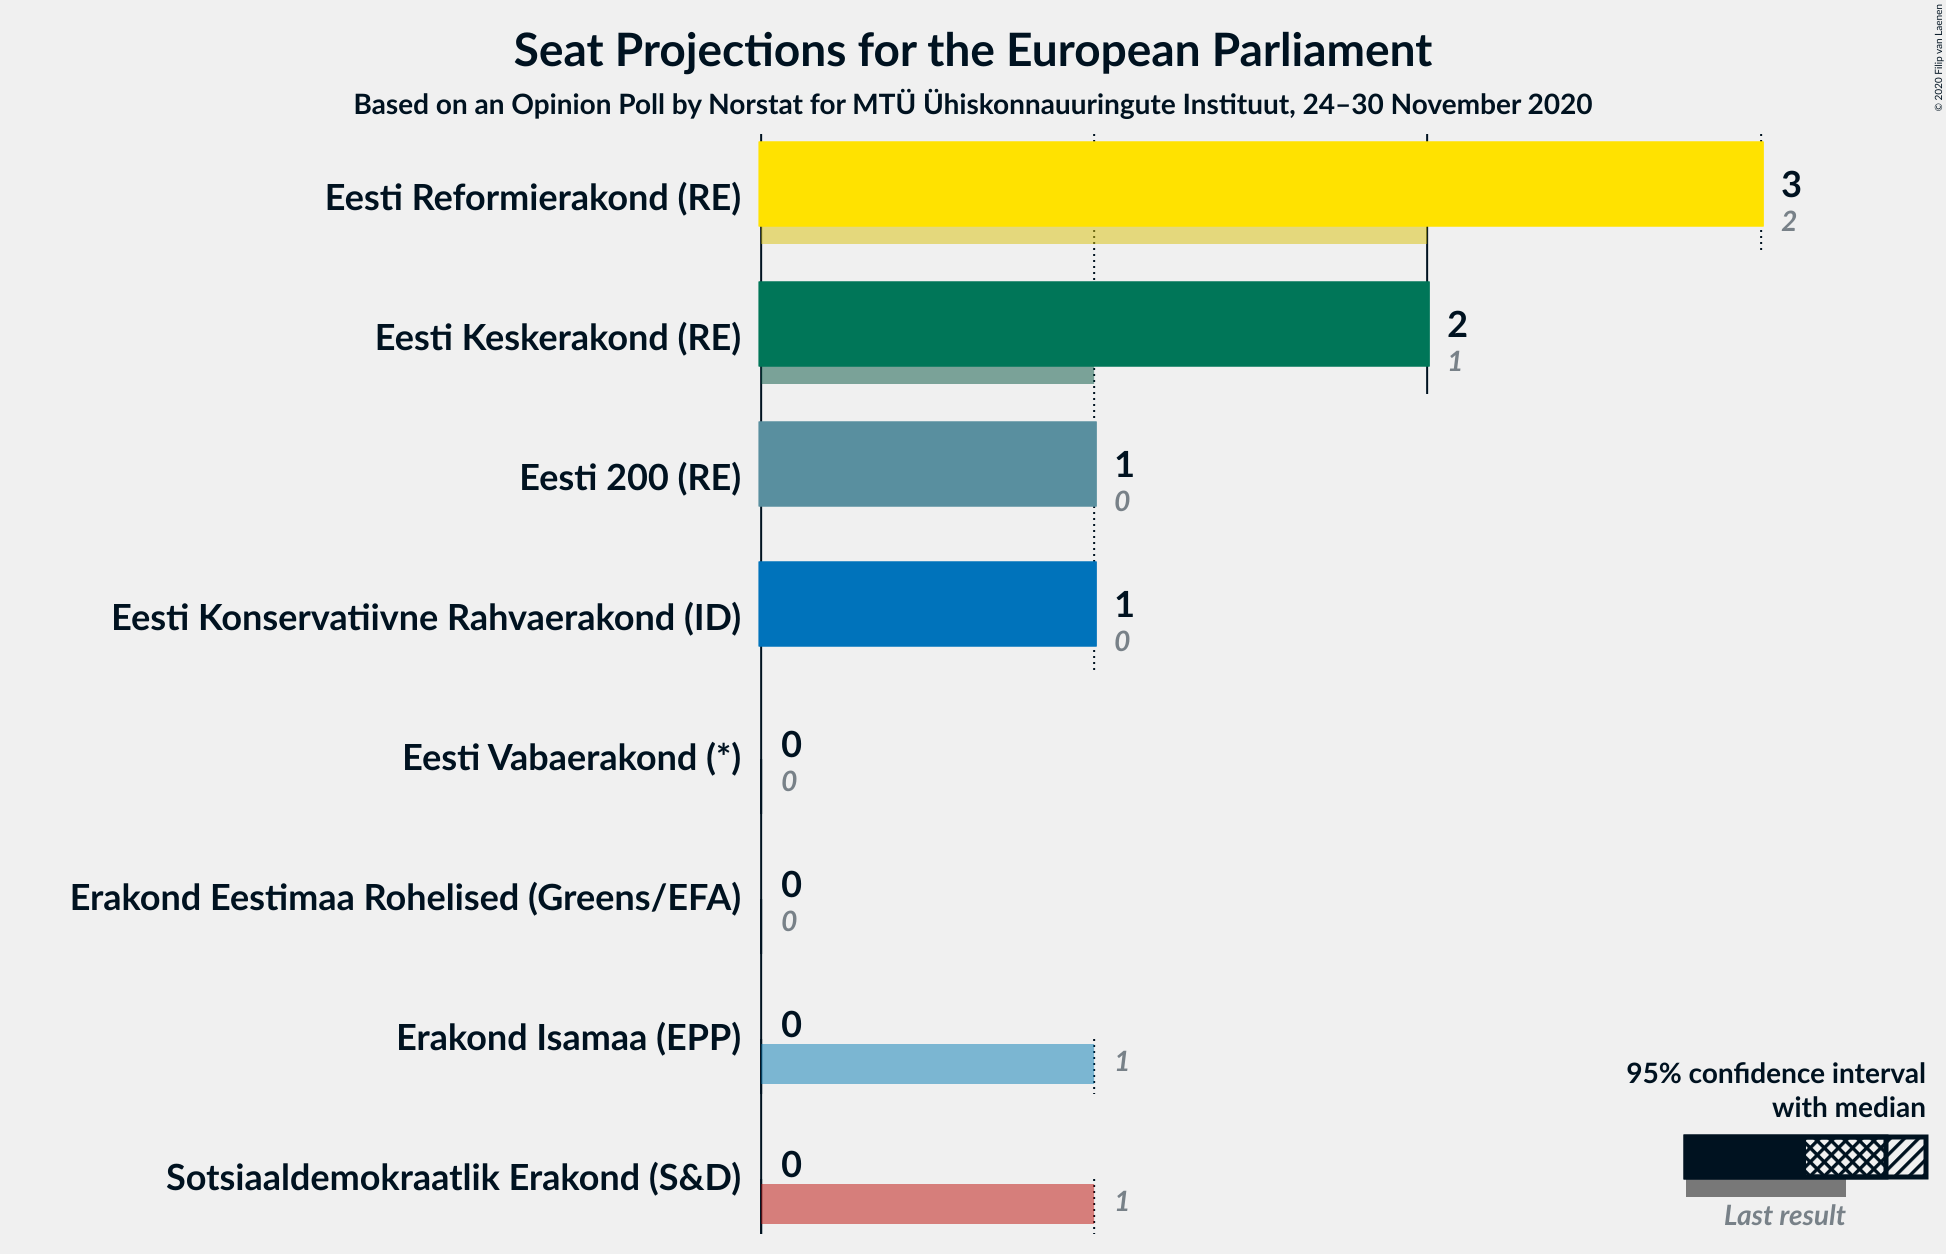 Seat Projections for the European Parliament
Based on an Opinion Poll by Norstat for MTÜ Ühiskonnauuringute Instituut, 24–30 November 2020
© 2020 Filip van Laenen
Eesti Reformierakond (RE)
3
2
Eesti Keskerakond (RE)
2
1
Eesti 200 (RE)
1
0
Eesti Konservatiivne Rahvaerakond (ID)
1
0
Eesti Vabaerakond (*)
0
0
Erakond Eestimaa Rohelised (Greens/EFA)
0
0
Erakond Isamaa (EPP)
0
1
Sotsiaaldemokraatlik Erakond (S&D)
0
1
95% confidence interval
with median
Last result